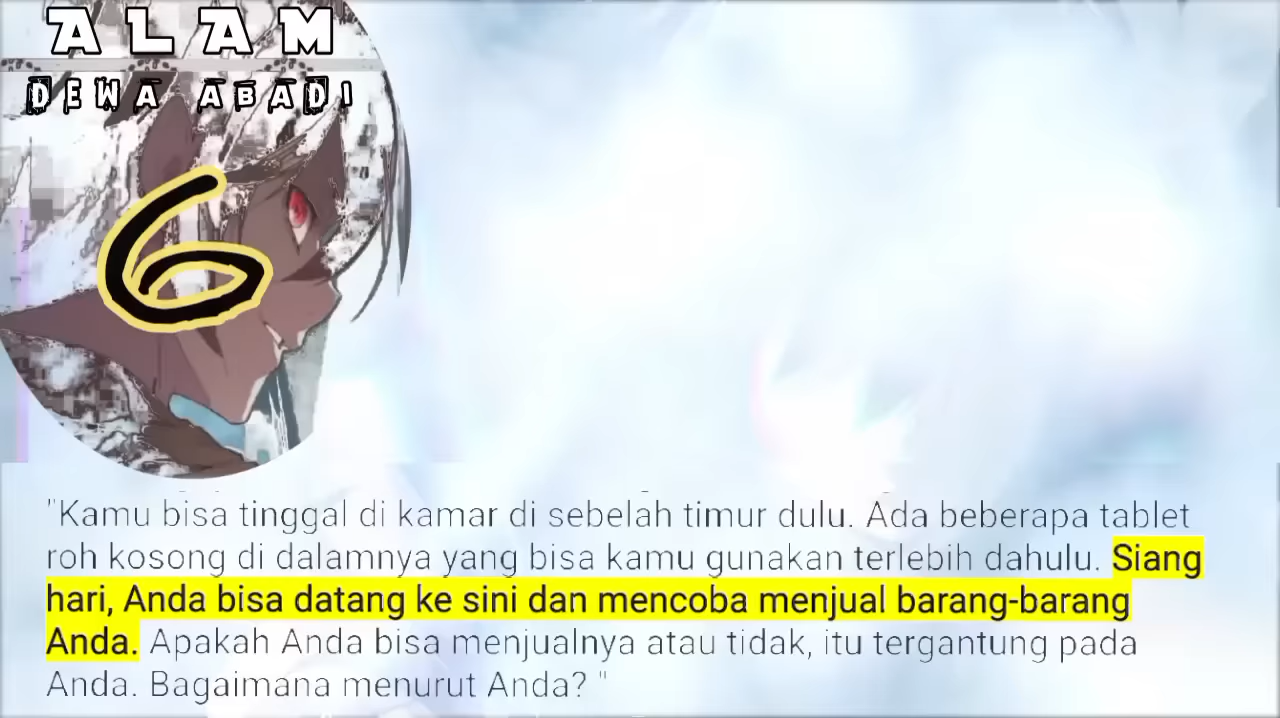 ALAM
DEWA ABADI
6
"Kamu bisa tinggal di kamar di sebelah timur dulu. Ada beberapa tablet
roh kosong di dalamnya yang bisa kamu gunakan terlebih dahulu. Siang
hari, Anda bisa datang ke sini dan mencoba menjual barang-barang
Anda. Apakah Anda bisa menjualnya atau tidak, itu tergantung pada
Anda. Bagaimana menurut Anda? "